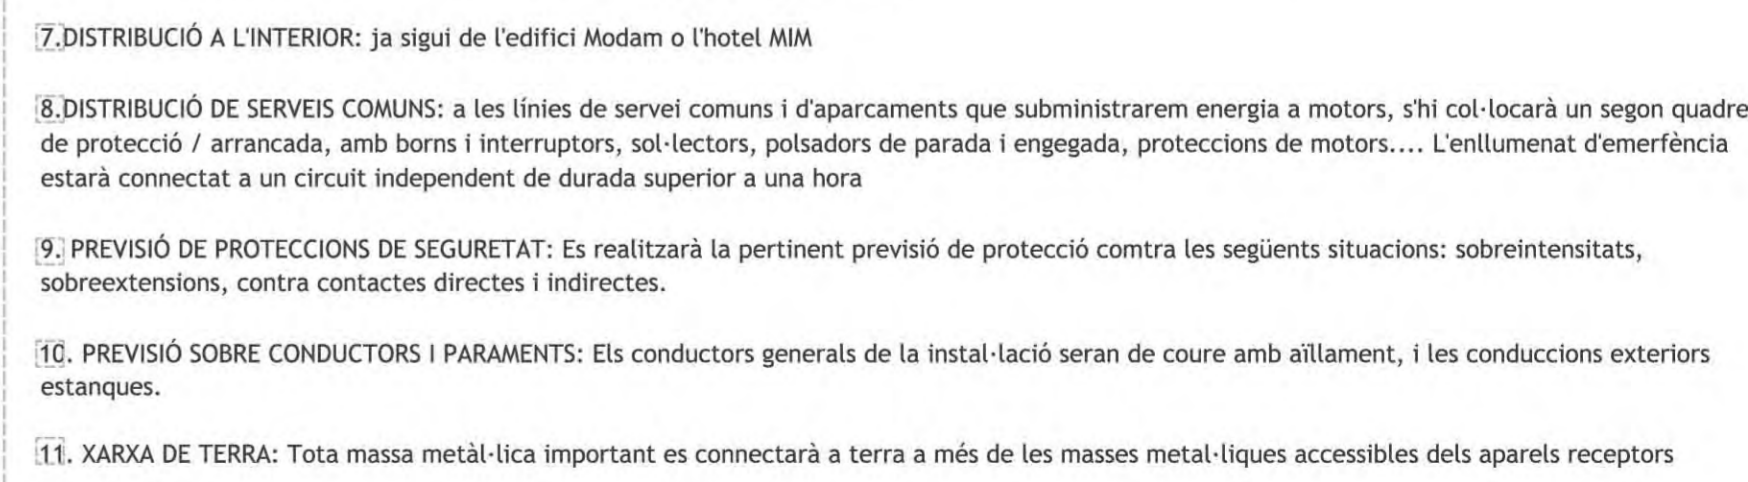 7.DISTRIBUCIÓ A L'INTERIOR: ja sigui de l'edifici Modam o l'hotel MIM
8.DISTRIBUCIÓ DE SERVEIS COMUNS: a les línies de servei comuns i d'aparcaments que subministrarem energia a motors, s'hi col·locarà un segon quadre
de protecció / arrancada, amb borns i interruptors, sol·lectors, polsadors de parada i engegada, proteccions de motors.... L'enllumenat d'emerfència
estarà connectat a un circuit independent de durada superior a una hora
9. PREVISIÓ DE PROTECCIONS DE SEGURETAT: Es realitzarà la pertinent previsió de protecció comtra les següents situacions: sobreintensitats,
sobreextensions, contra contactes directes i indirectes.
10. PREVISIÓ SOBRE CONDUCTORS I PARAMENTS: Els conductors generals de la instal·lació seran de coure amb aïllament, i les conduccions exteriors
estanques.
11. XARXA DE TERRA: Tota massa metàl·lica important es connectarà a terra a més de les masses metal·liques accessibles dels aparels receptors